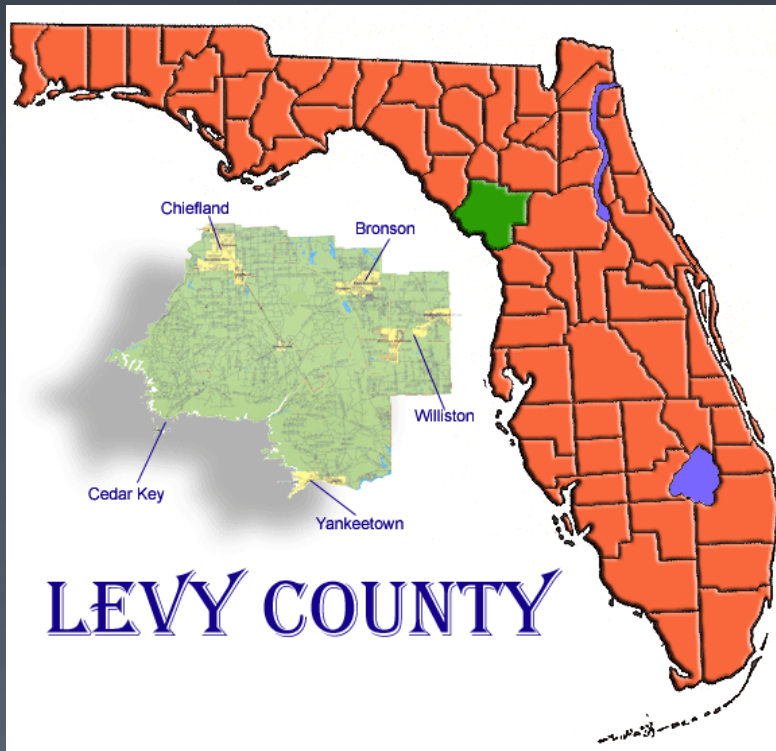 Chiefland
Bronson
Williston
Cedar Key
Yankeetown
LEVY COUNTY